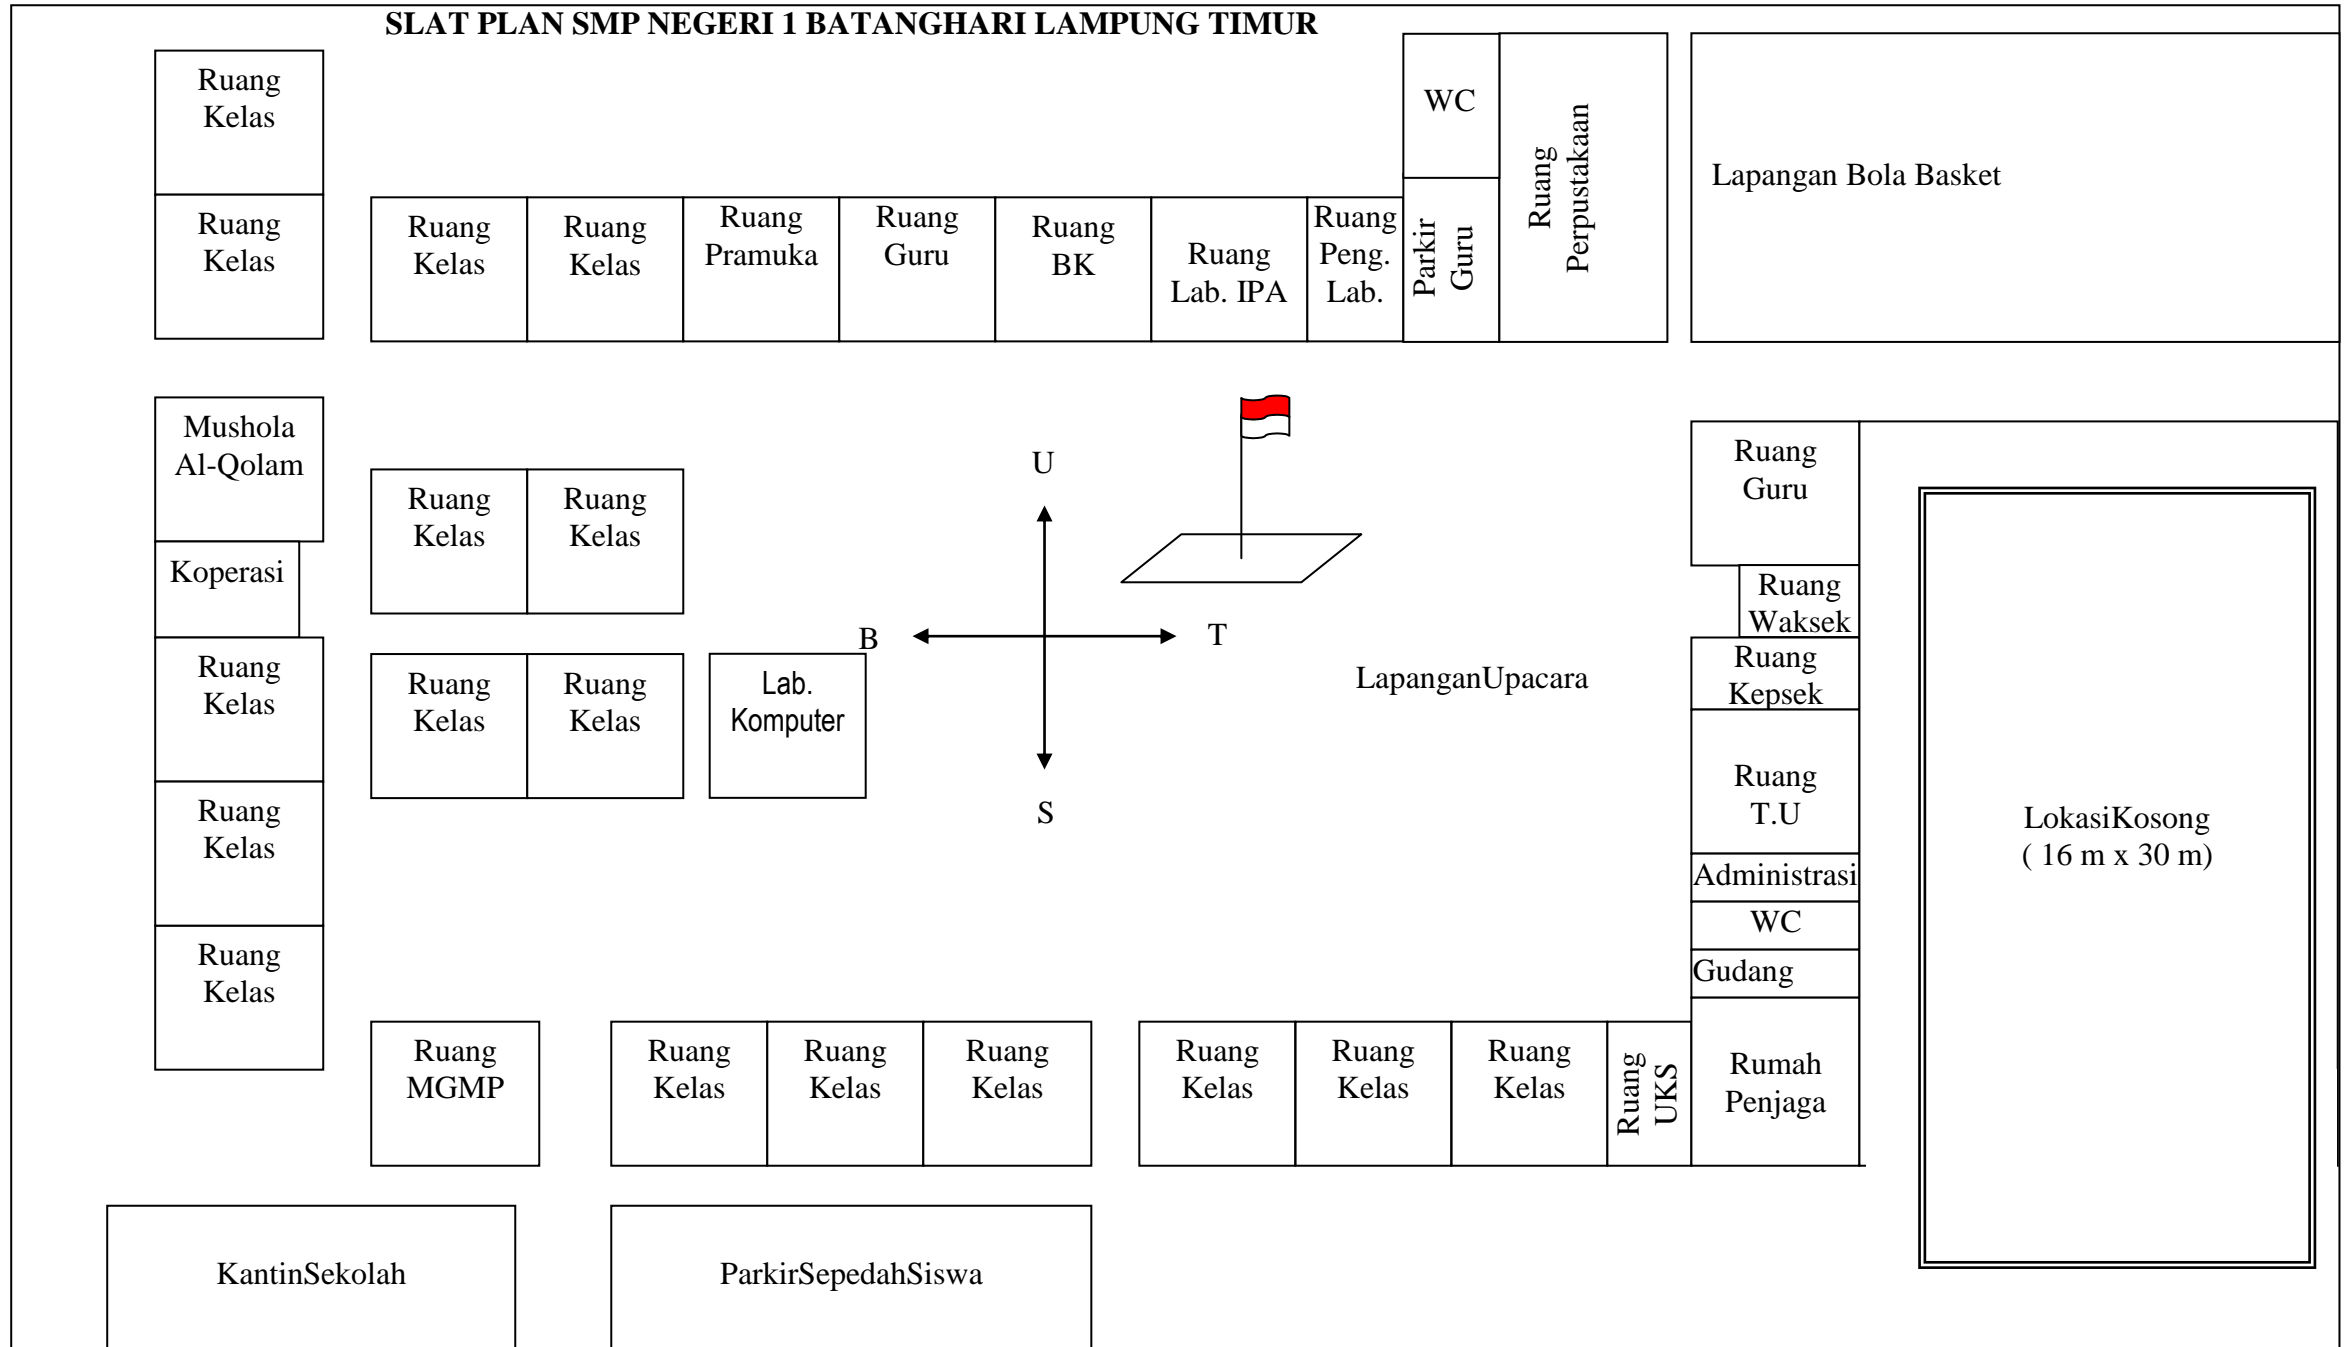 SLAT PLAN SMP NEGERI 1 BATANGHARI LAMPUNG TIMUR
Ruang
Kelas
WC
Ruang
Perpustakaan
Lapangan Bola Basket
Ruang
Kelas
Ruang
Kelas
Ruang
Kelas
Ruang
Pramuka
Ruang
Guru
Ruang
BK
Ruang
Lab. IPA
Ruang
Peng.
Lab.
Parkir
Guru
Mushola
Al-Qolam
Koperasi
Ruang
Kelas
Ruang
Kelas
U
B
T
S
Ruang
Guru
Ruang
Waksek
Ruang
Kepsek
Ruang
Kelas
Ruang
Kelas
Ruang
Kelas
Lab.
Komputer
LapanganUpacara
Ruang
T.U
LokasiKosong
( 16 m x 30 m)
Ruang
Kelas
Administrasi
WC
Gudang
Ruang
Kelas
Ruang
MGMP
Ruang
Kelas
Ruang
Kelas
Ruang
Kelas
Ruang
Kelas
Ruang
Kelas
Ruang
Kelas
Ruang
UKS
Rumah
Penjaga
KantinSekolah
ParkirSepedahSiswa